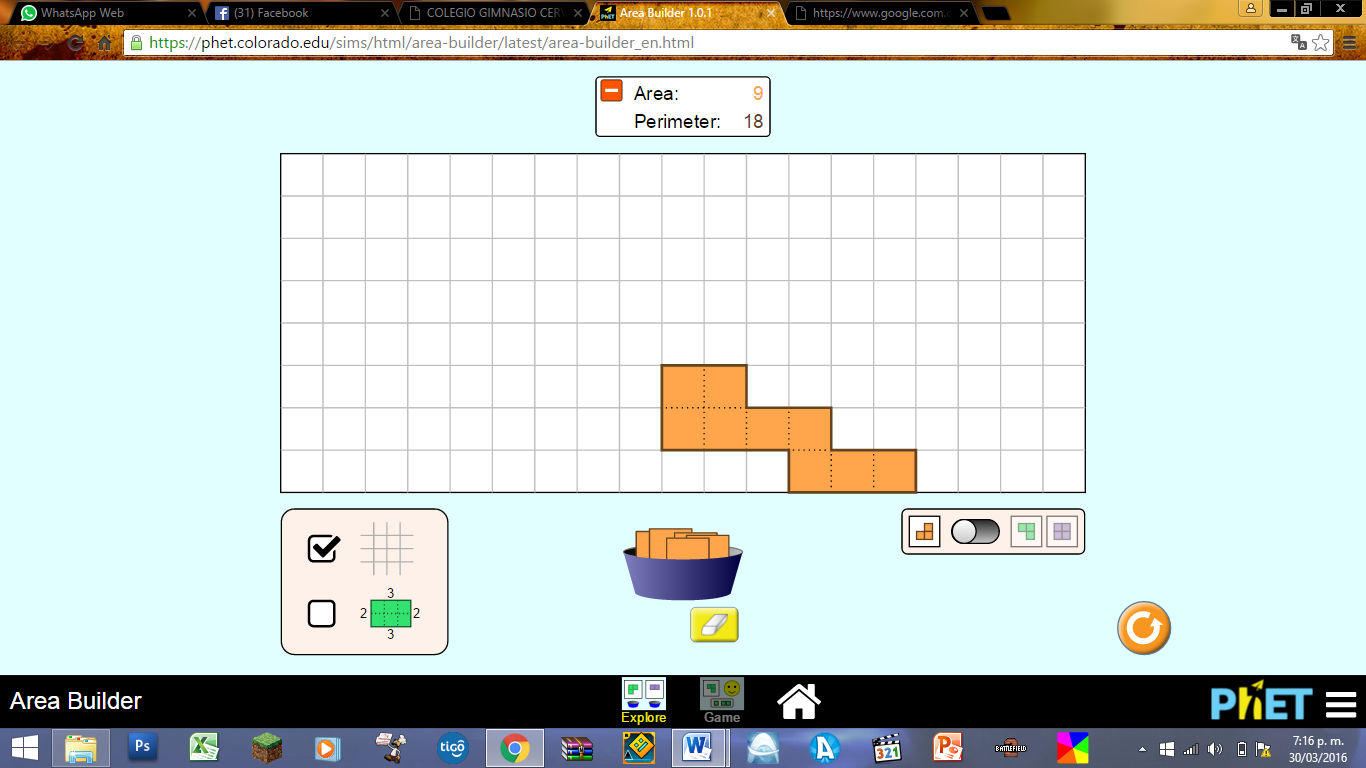 WhatsApp Web
(31) Facebook
COLEGIO GIMNASIO CER
Area Builder 1.0.1
https://www.google.com.
https://phet.colorado.edu/sims/html/area-builder/latest/area-builder_en.html
Area: 9
Perimeter: 18
3
2 2
3
Area Builder
Explore
Game
PhET
Ps
tigo
321
BATTLEFIELD
7:16 p. m.
30/03/2016